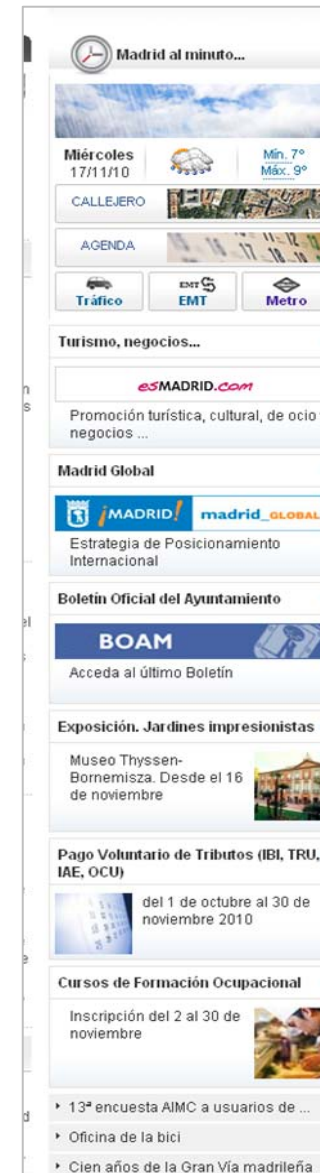 Madrid al minuto...
Miércoles
17/11/10
Mín. 7°
Máx. 9°
CALLEJERO
AGENDA
Tráfico
EMT
EMT
Metro
Turismo, negocios...
esMADRID.com
Promoción turística, cultural, de ocio
negocios ...
Madrid Global
¡MADRID!
madrid_GLOBAL
Estrategia de Posicionamiento
Internacional
Boletín Oficial del Ayuntamiento
BOAM
Acceda al último Boletín
Exposición. Jardines impresionistas
Museo Thyssen-
Bornemisza. Desde el 16
de noviembre
Pago Voluntario de Tributos (IBI, TRU,
IAE, OCU)
del 1 de octubre al 30 de
noviembre 2010
Cursos de Formación Ocupacional
Inscripción del 2 al 30 de
noviembre
13ª encuesta AIMC a usuarios de ...
Oficina de la bici
Cien años de la Gran Vía madrileña